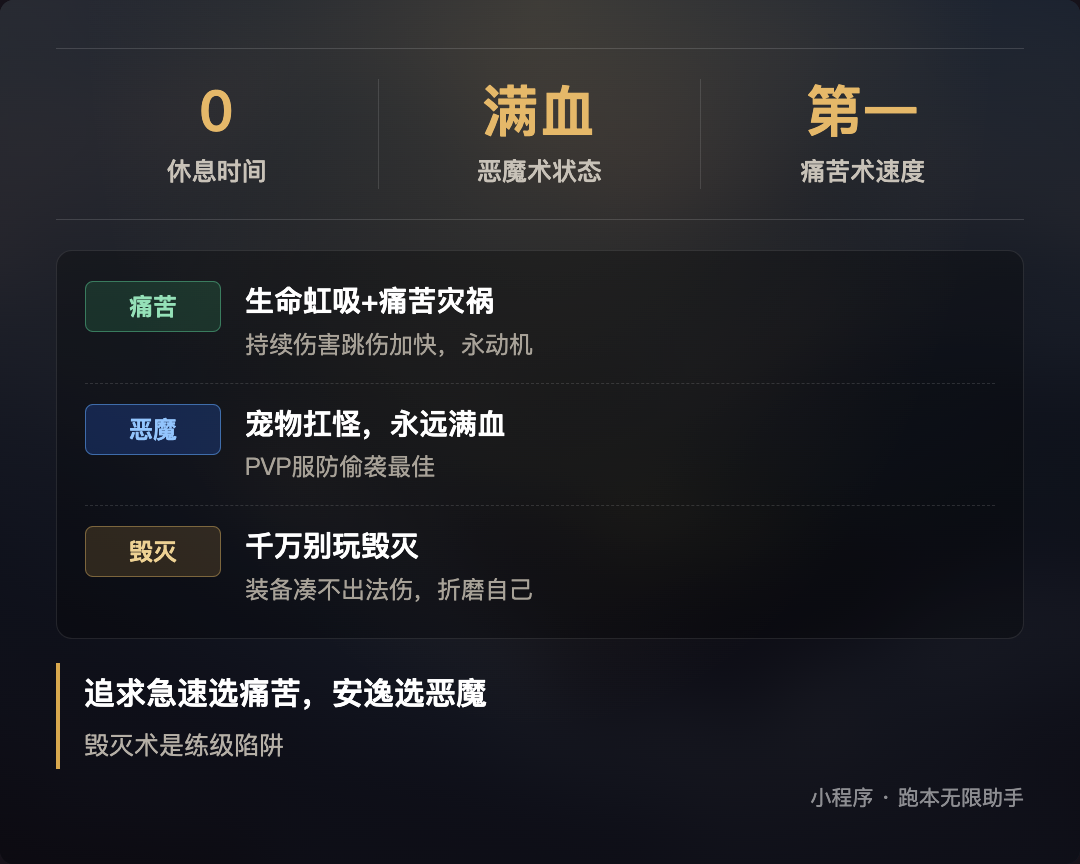 0
休息时间
满血
恶魔术状态
第一
痛苦术速度
痛苦
生命虹吸+痛苦灾祸
持续伤害跳伤加快，永动机
恶魔
宠物扛怪，永远满血
PVP服防偷袭最佳
毁灭
千万别玩毁灭
装备凑不出法伤，折磨自己
追求急速选痛苦，安逸选恶魔
毁灭术是练级陷阱
小程序 · 跑本无限助手